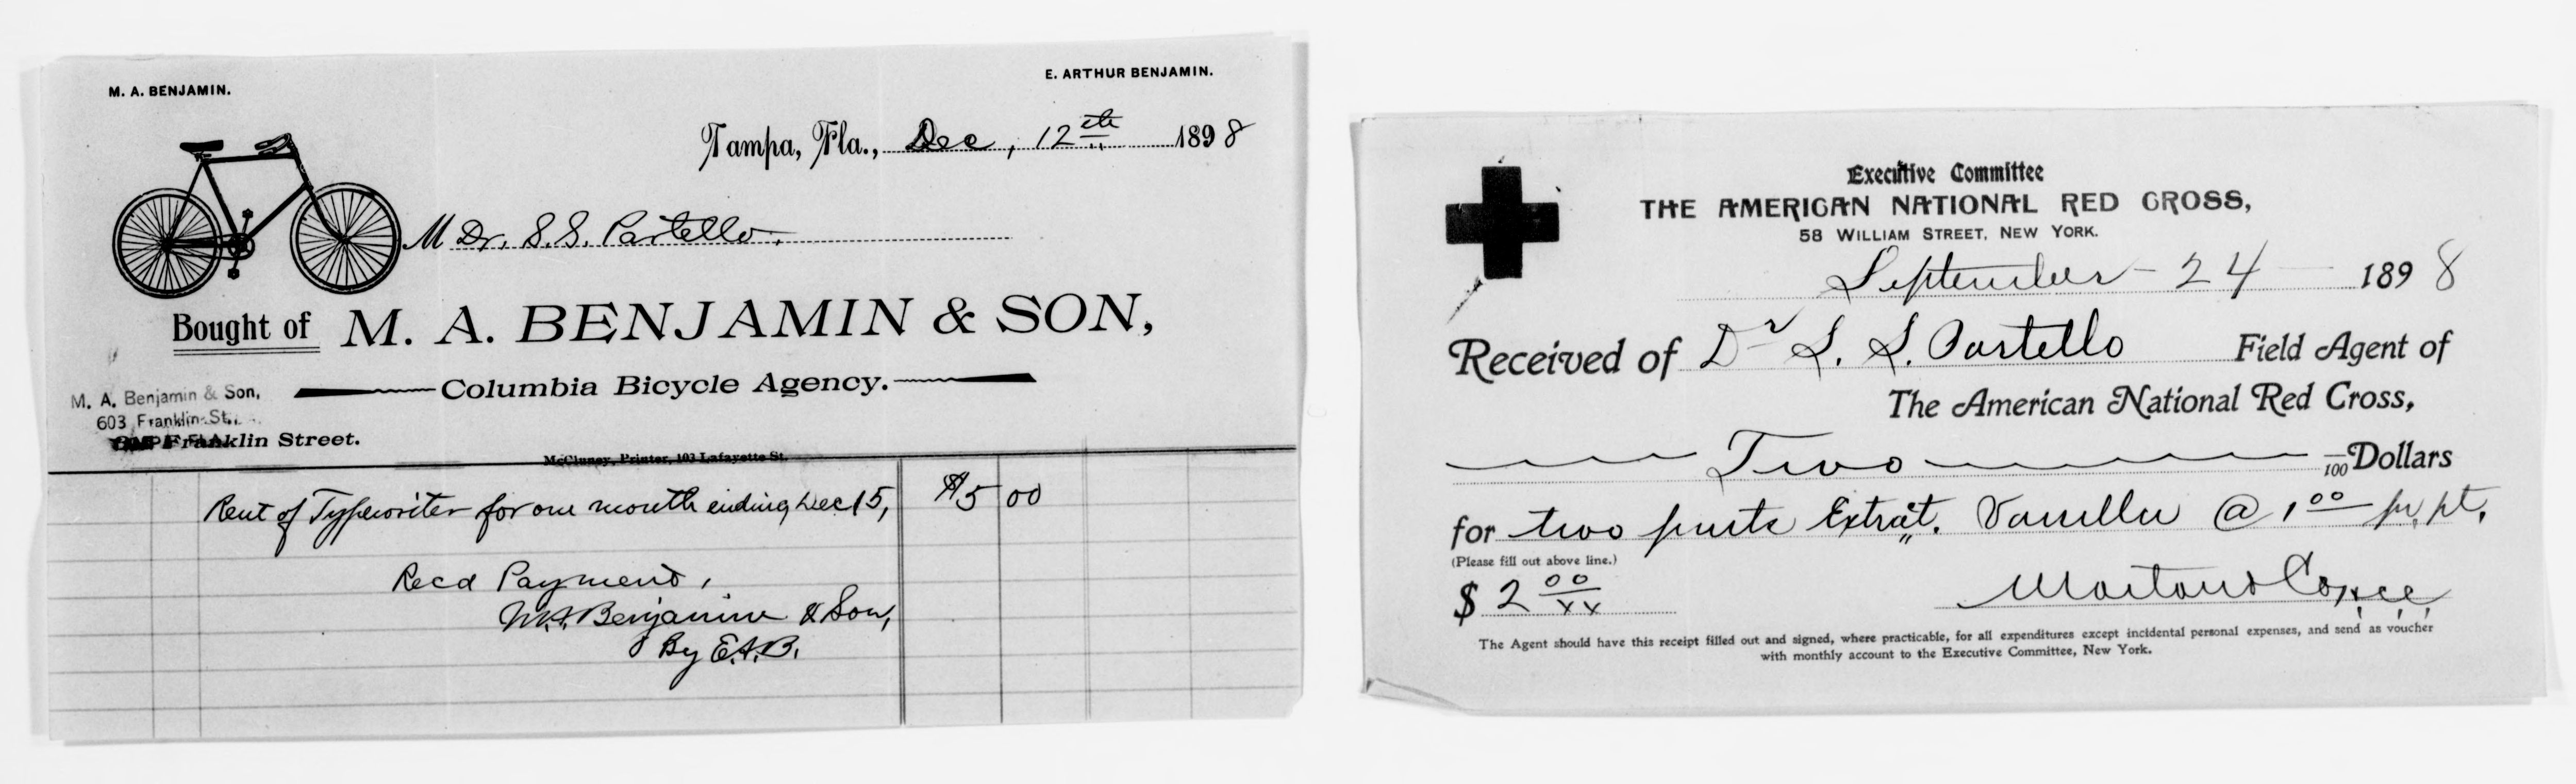 M. A. BENJAMIN.
E. ARTHUR BENJAMIN.
Tampa, Fla., Dec, 12th 1898
M Dr. S. S. Partello.
Bought of M. A. BENJAMIN & SON,
Columbia Bicycle Agency.
M. A. Benjamin & Son,
603 Franklin St.
Franklin Street.
McCluney, Printer, 103 Lafayette St.
Rent of Typewriter for one month ending Dec 15, $5 00
Recd Payment,
M.A. Benjamin & Son,
By E.A.B.
Executive Committee
THE AMERICAN NATIONAL RED CROSS,
58 WILLIAM STREET, NEW YORK.
September 24 1898
Received of Dr S. S. Partello Field Agent of
The American National Red Cross,
Two /100 Dollars
for two pints Extrat. Vanilla @ 1 00 pr. pt.
(Please fill out above line.)
$ 2 00/xx
The Agent should have this receipt filled out and signed, where practicable, for all expenditures except incidental personal expenses, and send as voucher
with monthly account to the Executive Committee, New York.